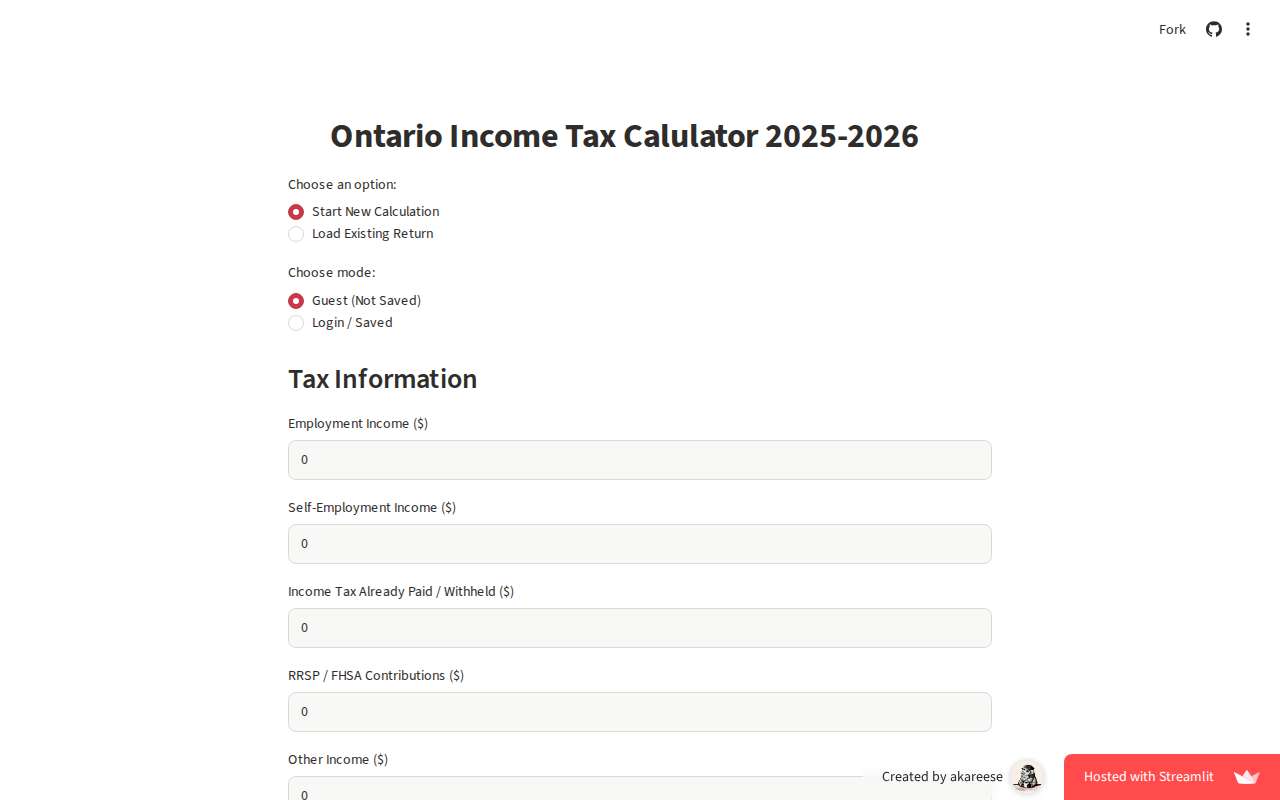 Fork
Ontario Income Tax Calulator 2025-2026
Choose an option:
Start New Calculation
Load Existing Return
Choose mode:
Guest (Not Saved)
Login / Saved
Tax Information
Employment Income ($)
0
Self-Employment Income ($)
0
Income Tax Already Paid / Withheld ($)
0
RRSP / FHSA Contributions ($)
0
Other Income ($)
0
Created by akareese
Hosted with Streamlit